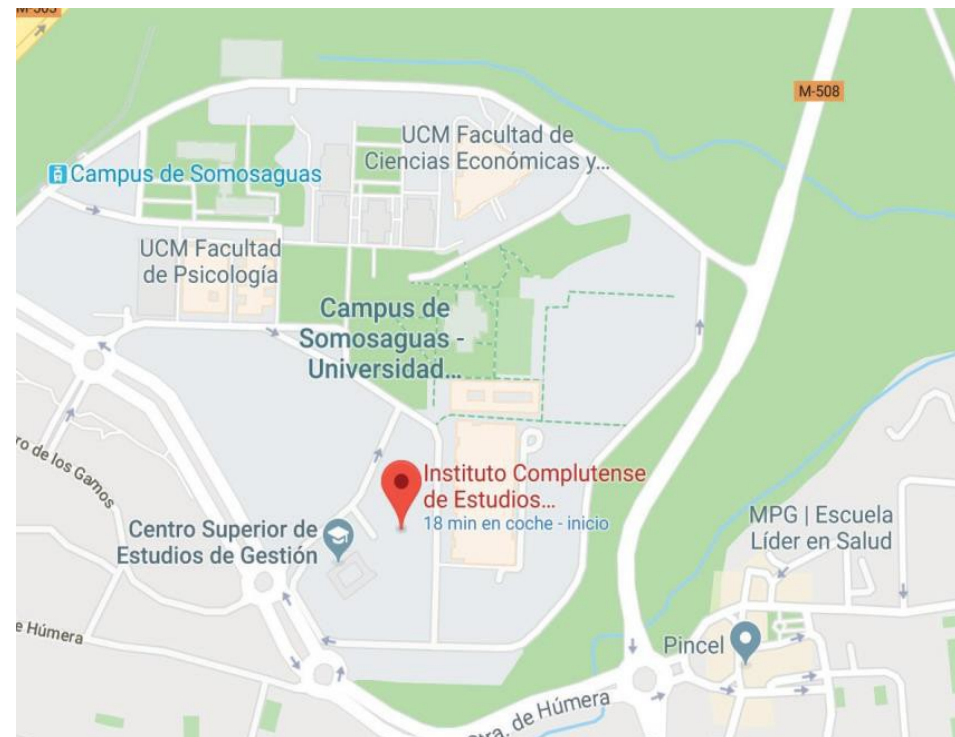 M-503
M-508
UCM Facultad de
Ciencias Económicas y...
Campus de Somosaguas
UCM Facultad
de Psicología
Campus de
Somosaguas -
Universidad...
ro de los Gamos
Instituto Complutense
de Estudios...
18 min en coche - inicio
Centro Superior de
Estudios de Gestión
MPG | Escuela
Líder en Salud
e Húmera
Pincel
Ctra. de Húmera